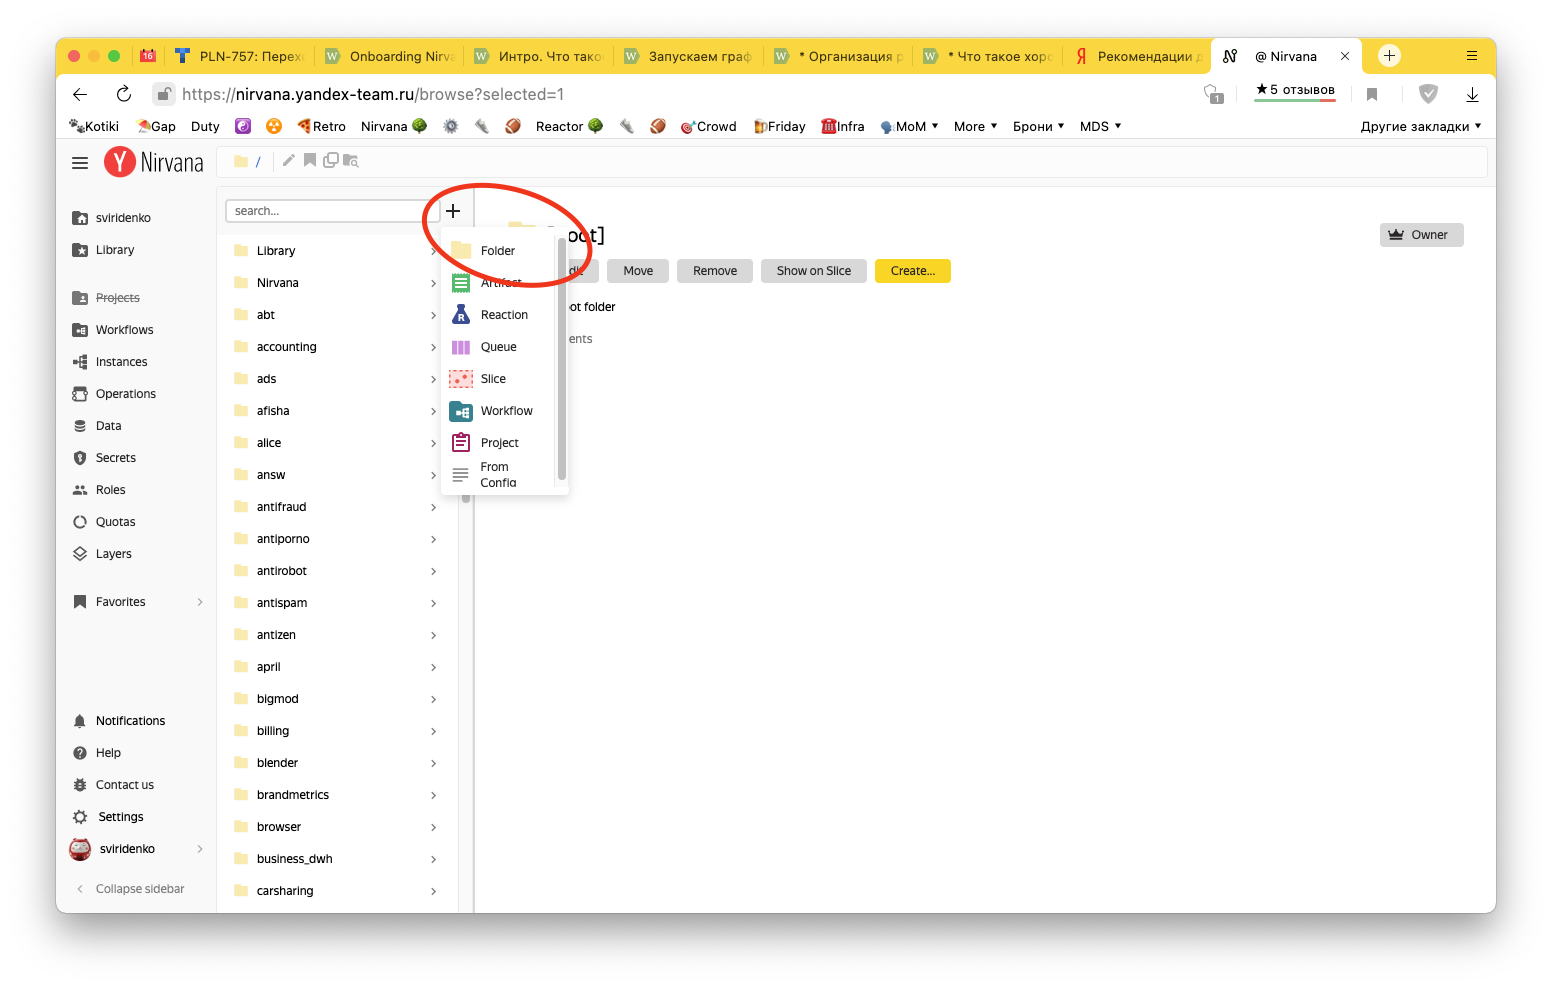 16
PLN-757: Перех
Onboarding Nirva
Интро. Что тако
Запускаем граф
* Организация р
* Что такое хоро
Рекомендации д
@ Nirvana
https://nirvana.yandex-team.ru/browse?selected=1
1
★5 отзывов
Kotiki
Gap
Duty
Retro
Nirvana
Reactor
Crowd
Friday
Infra
MoM
More
Брони
MDS
Другие закладки
Y Nirvana
/
sviridenko
Library
Projects
Workflows
Instances
Operations
Data
Secrets
Roles
Quotas
Layers
Favorites
Notifications
Help
Contact us
Settings
sviridenko
Collapse sidebar
search...
Library
Nirvana
abt
accounting
ads
afisha
alice
answ
antifraud
antiporno
antirobot
antispam
antizen
april
bigmod
billing
blender
brandmetrics
browser
business_dwh
carsharing
Folder
Artifact
Reaction
Queue
Slice
Workflow
Project
From
Config
oot]
Owner
Move
Remove
Show on Slice
Create...
ot folder
ents